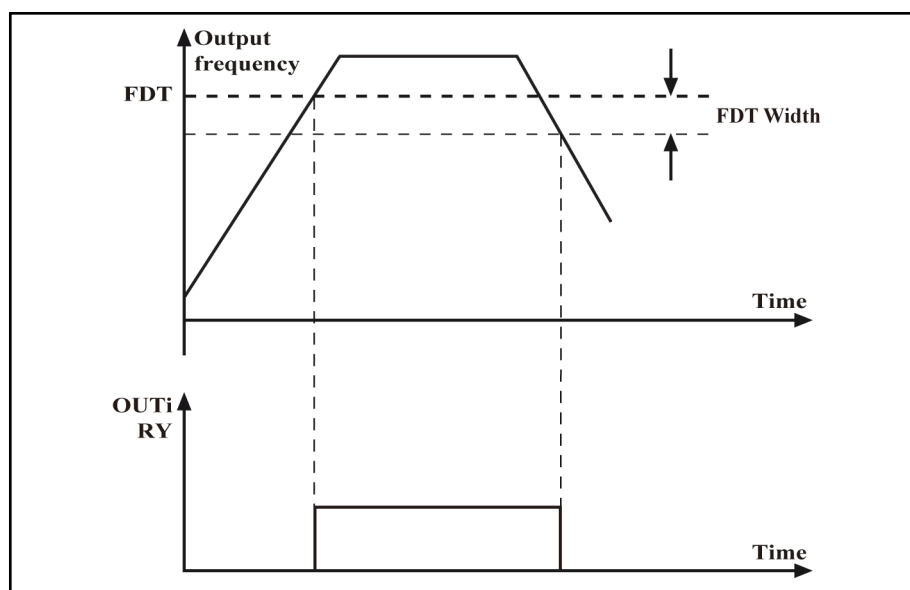 Output
frequency
FDT
FDT Width
Time
OUTi
RY
Time